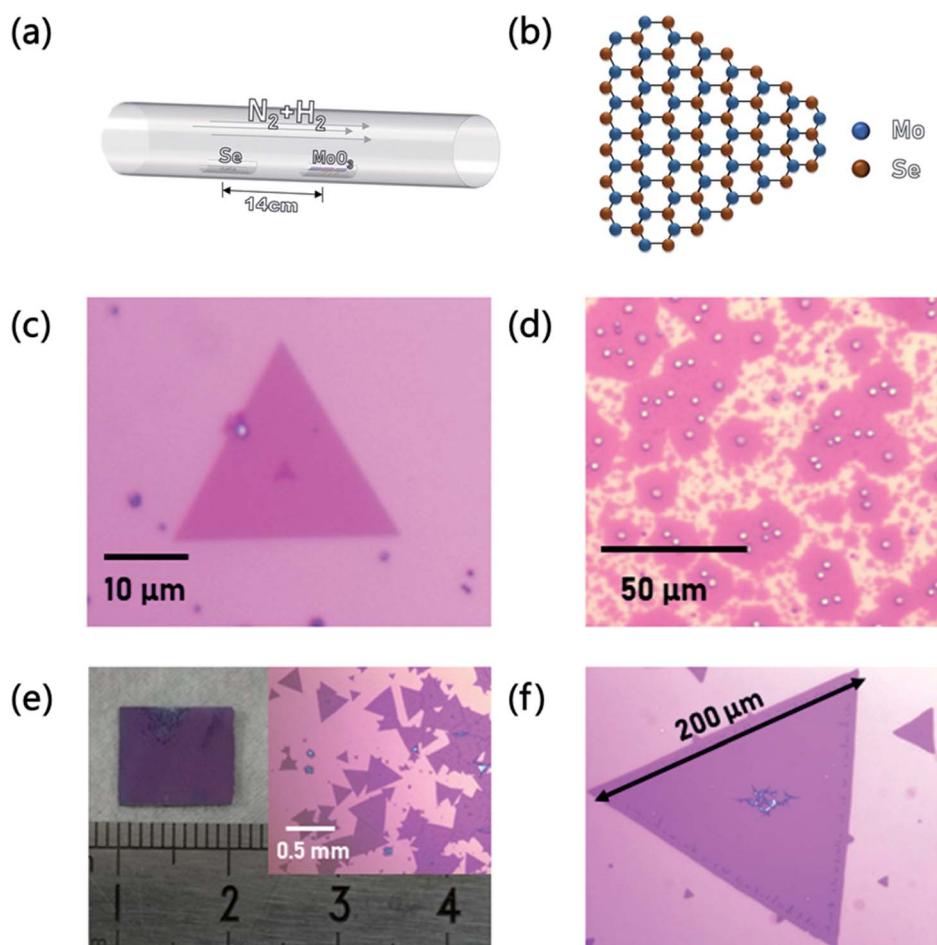 (a)
N₂+H₂
Se
MoO₃
14cm
(b)
Mo
Se
(c)
10 μm
(d)
50 μm
(e)
0.5 mm
2 3 4
(f)
200 μm